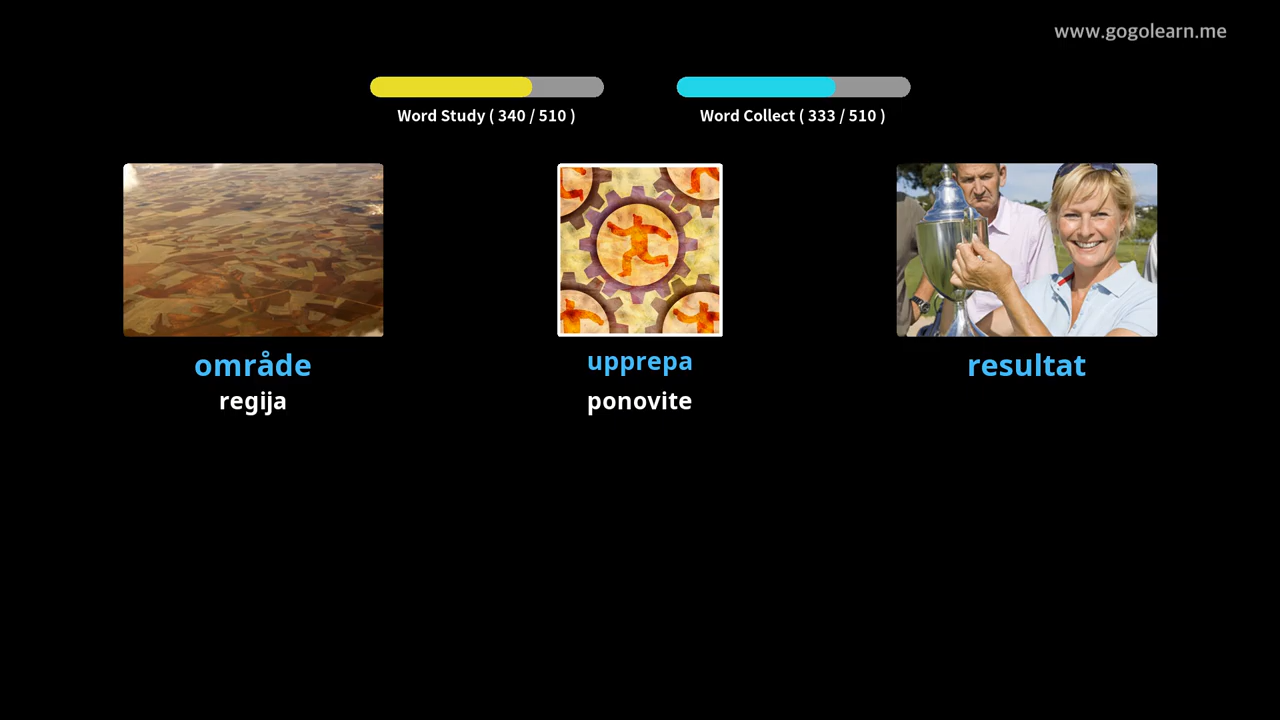 www.gogolearn.me
Word Study ( 340 / 510 )
Word Collect ( 333 / 510 )
område
upprepa
resultat
regija
ponovite